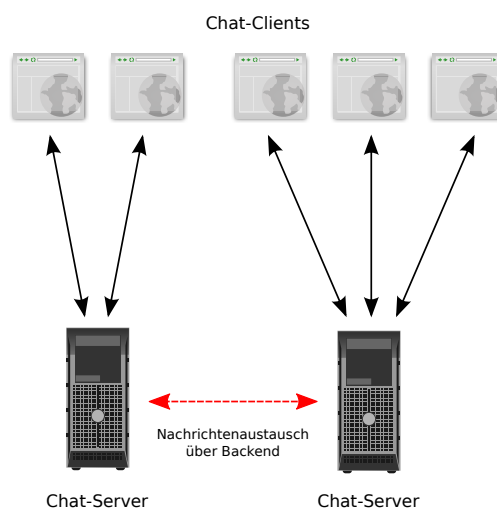 Chat-Clients
Nachrichtenaustausch
über Backend
Chat-Server
Chat-Server